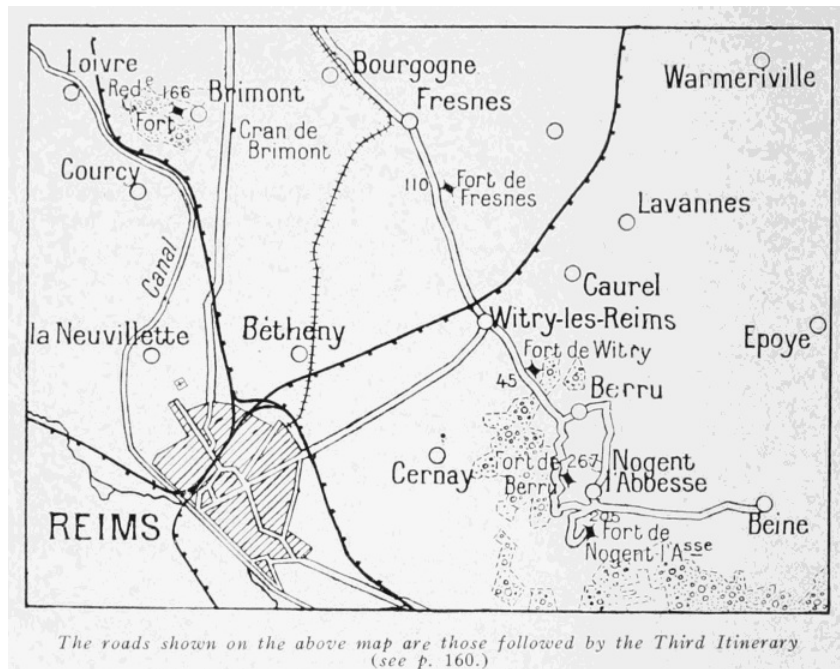 Loivre
Red.e 166
Fort
Brimont
Bourgogne
Fresnes
Warmeriville
Cran de
Brimont
Courcy
110
Fort de
Fresnes
Lavannes
Canal
Caurel
la Neuvillette
Bétheny
Witry-les-Reims
Epoye
Fort de Witry
45
Berru
Cernay
Fort de 267
Berru
Nogent
l'Abbesse
Beine
REIMS
Fort de
Nogent l'Asse
The roads shown on the above map are those followed by the Third Itinerary
(see p. 160.)